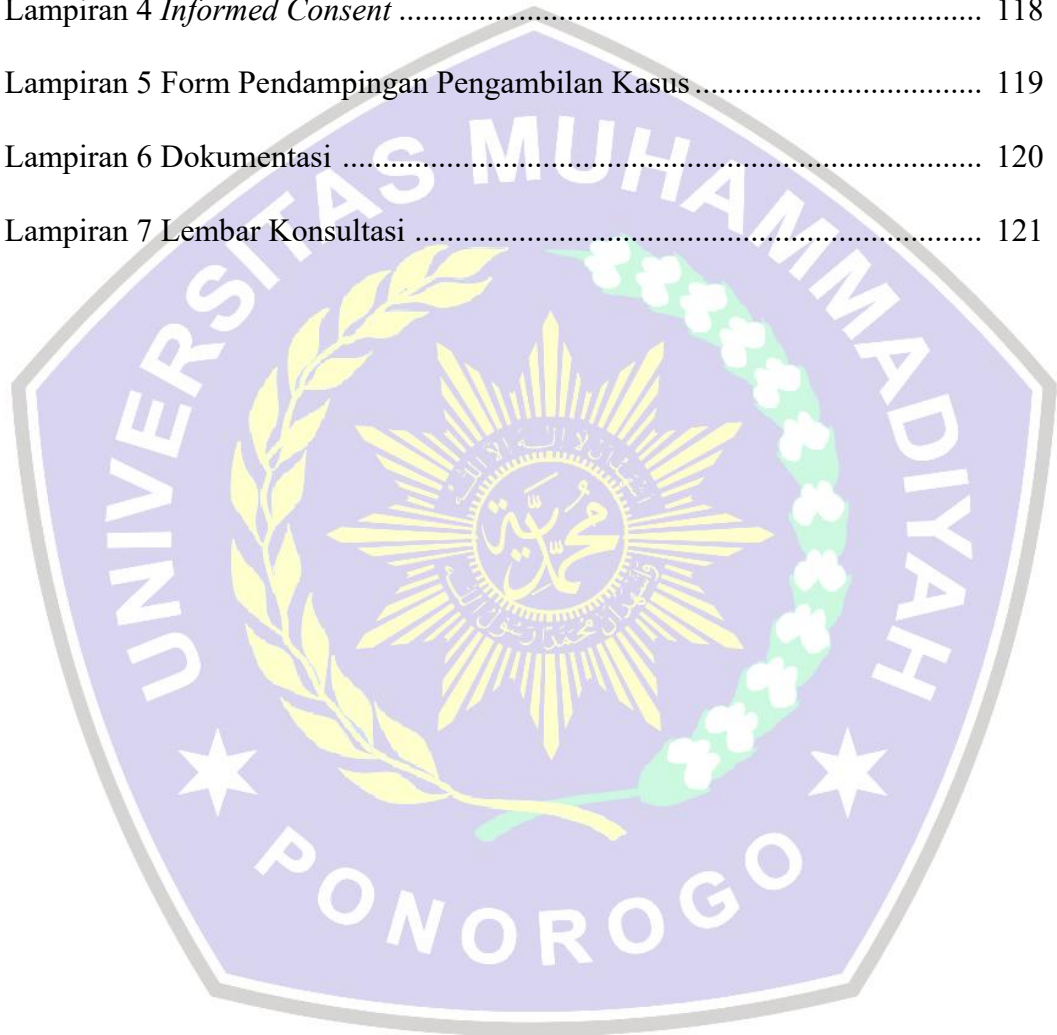 Lampiran 4 Informed Consent ........................................................................ 118
Lampiran 5 Form Pendampingan Pengambilan Kasus .................................... 119
Lampiran 6 Dokumentasi ............................................................................... 120
Lampiran 7 Lembar Konsultasi ...................................................................... 121
UNIVERSITAS MUHAMMADIYAH
PONOROGO
محمدية